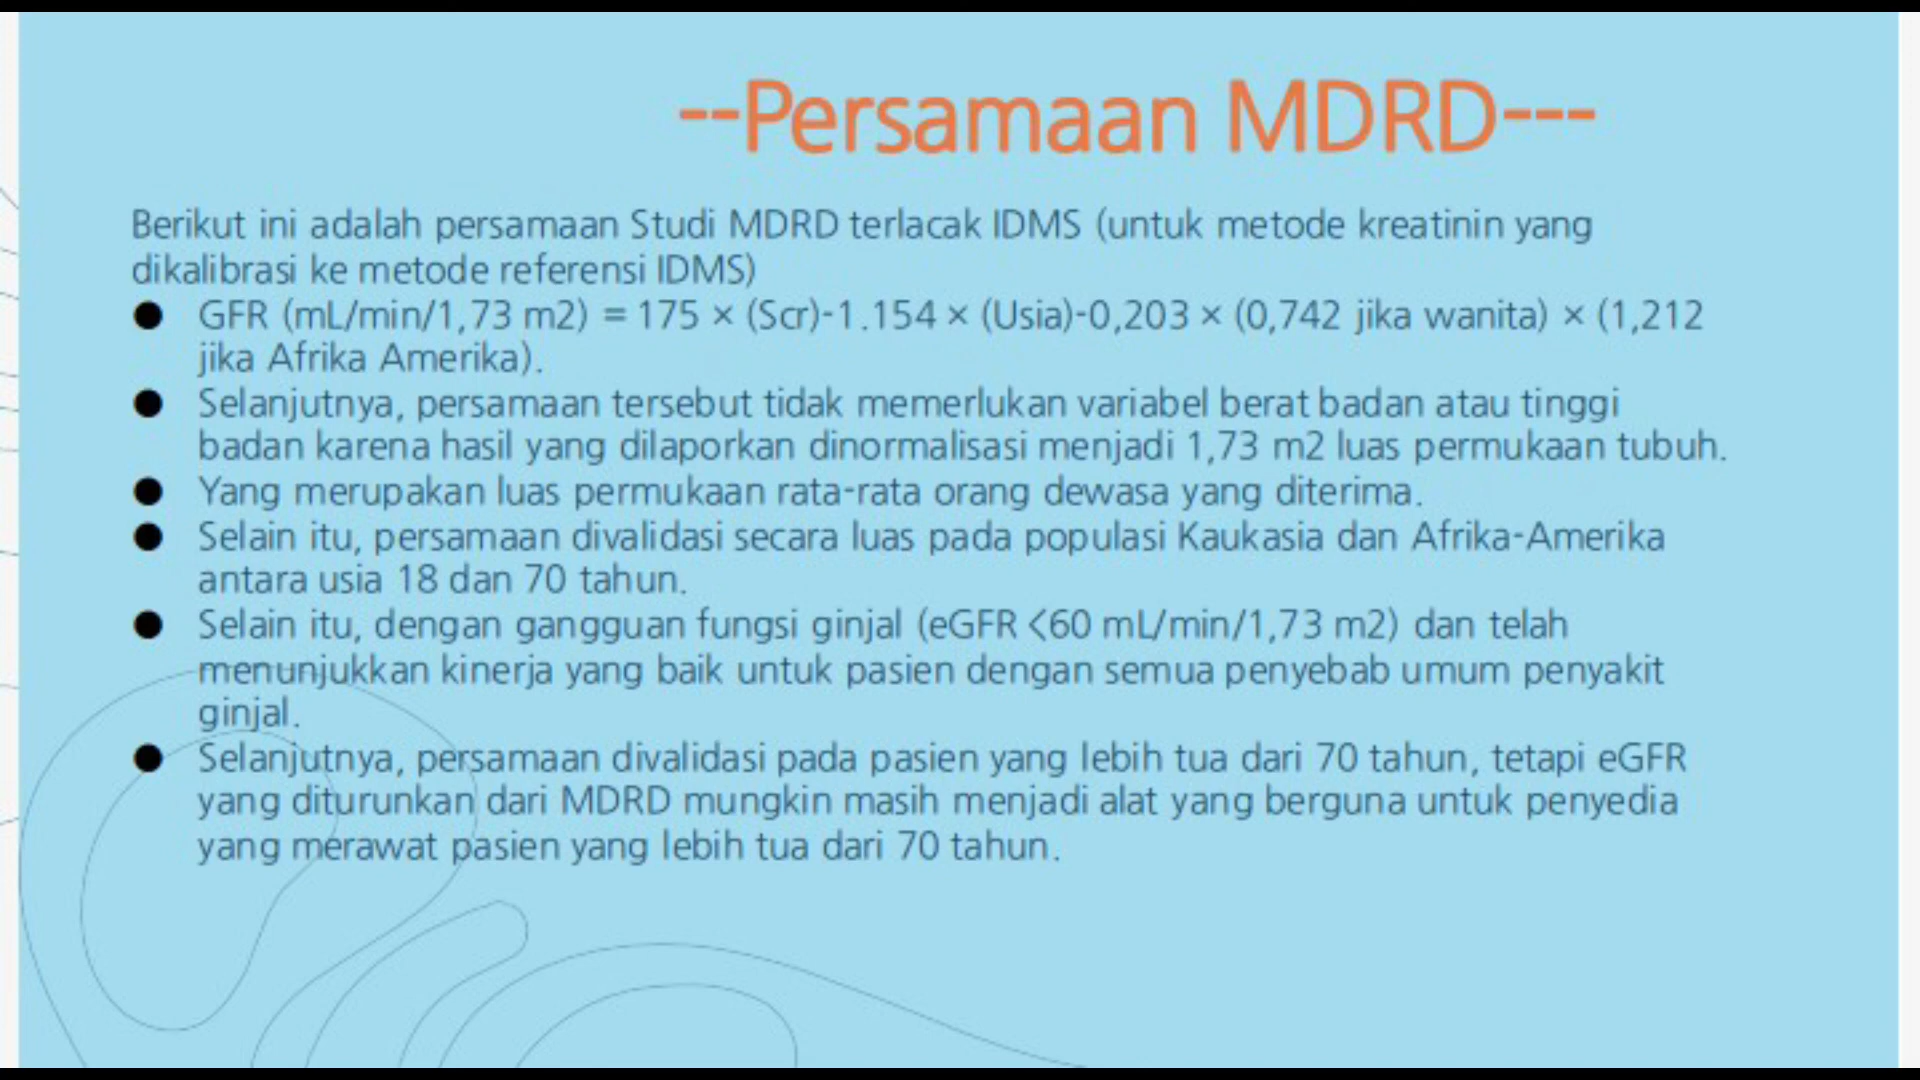 --Persamaan MDRD---
Berikut ini adalah persamaan Studi MDRD terlacak IDMS (untuk metode kreatinin yang
dikalibrasi ke metode referensi IDMS)
● GFR (mL/min/1,73 m2) = 175 × (Scr)-1.154 × (Usia)-0,203 × (0,742 jika wanita) × (1,212
jika Afrika Amerika).
● Selanjutnya, persamaan tersebut tidak memerlukan variabel berat badan atau tinggi
badan karena hasil yang dilaporkan dinormalisasi menjadi 1,73 m2 luas permukaan tubuh.
● Yang merupakan luas permukaan rata-rata orang dewasa yang diterima.
● Selain itu, persamaan divalidasi secara luas pada populasi Kaukasia dan Afrika-Amerika
antara usia 18 dan 70 tahun.
● Selain itu, dengan gangguan fungsi ginjal (eGFR <60 mL/min/1,73 m2) dan telah
menunjukkan kinerja yang baik untuk pasien dengan semua penyebab umum penyakit
ginjal.
● Selanjutnya, persamaan divalidasi pada pasien yang lebih tua dari 70 tahun, tetapi eGFR
yang diturunkan dari MDRD mungkin masih menjadi alat yang berguna untuk penyedia
yang merawat pasien yang lebih tua dari 70 tahun.